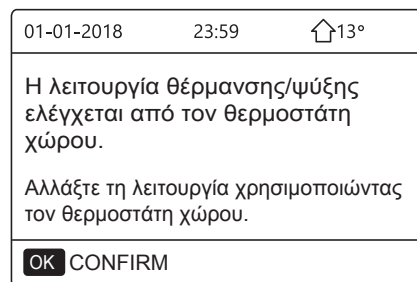 01-01-2018 23:59 13°
Η λειτουργία θέρμανσης/ψύξης
ελέγχεται από τον θερμοστάτη
χώρου.
Αλλάξτε τη λειτουργία χρησιμοποιώντας
τον θερμοστάτη χώρου.
OK CONFIRM